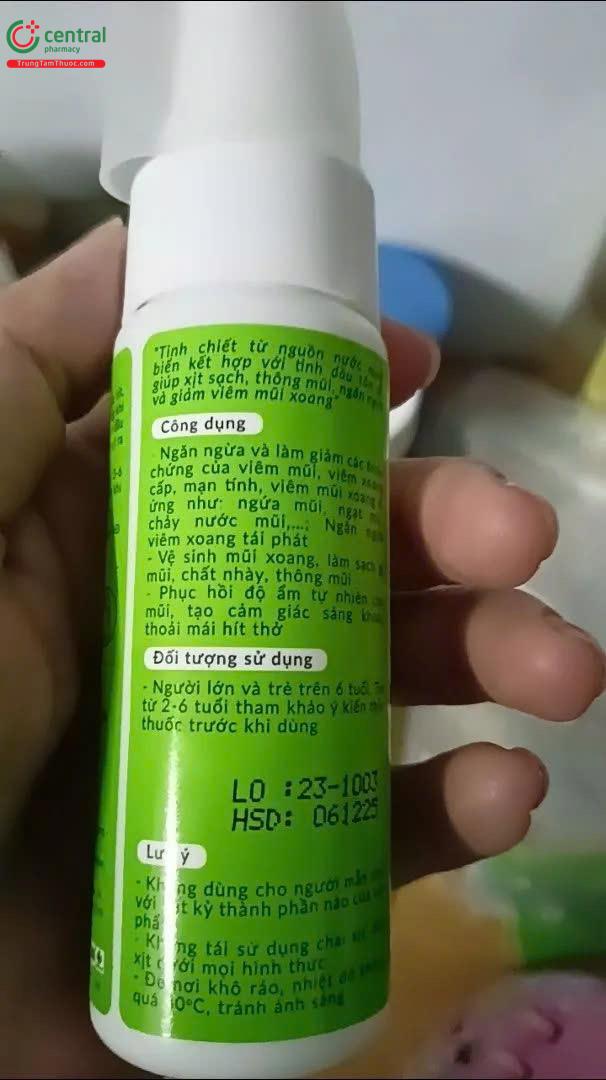 central
pharmacy
TrungTamThuoc.com
"Tinh chiết từ nguồn nước
biển kết hợp với tinh dầu
giúp xịt sạch, thông mũi, ngăn
và giảm viêm mũi xoang"
Công dụng
- Ngăn ngừa và làm giảm các
chứng của viêm mũi, viêm
cấp, mạn tính, viêm mũi xoang
ứng như: ngứa mũi, ngạt
chảy nước mũi,...; Ngăn
viêm xoang tái phát
- Vệ sinh mũi xoang, làm sạch
mũi, chất nhày, thông mũi
- Phục hồi độ ẩm tự nhiên
mũi, tạo cảm giác sảng
thoải mái hít thở
Đối tượng sử dụng
- Người lớn và trẻ trên 6 tuổi.
từ 2-6 tuổi tham khảo ý kiến
thuốc trước khi dùng
LO :23-1003
HSD: 061225
Lưu ý
- Không dùng cho người mẫn
với bất kỳ thành phần nào của
- Không tái sử dụng chai
xịt dưới mọi hình thức
- Để nơi khô ráo, nhiệt độ
quá 30°C, tránh ánh sáng